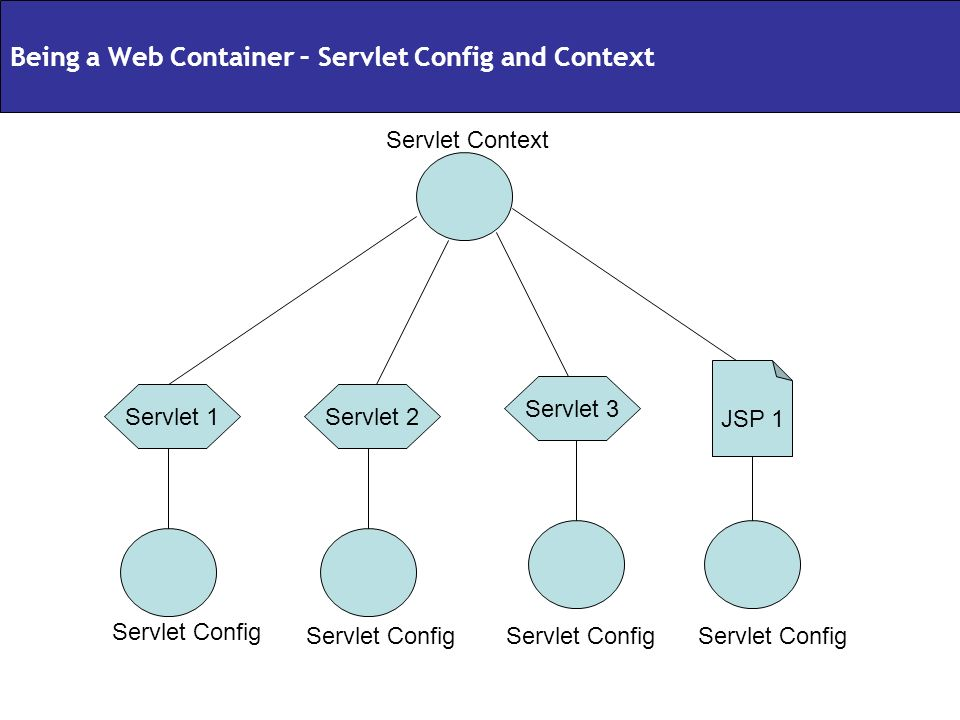 Being a Web Container – Servlet Config and Context
Servlet Context
Servlet 1
Servlet 2
Servlet 3
JSP 1
Servlet Config
Servlet Config
Servlet Config
Servlet Config